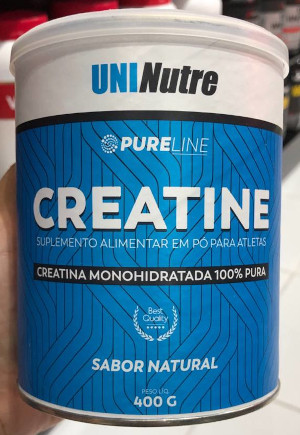 UNINutre
PURELINE
CREATINE
SUPLEMENTO ALIMENTAR EM PÓ PARA ATLETAS
CREATINA MONOHIDRATADA 100% PURA
Best
Quality
SABOR NATURAL
PESO LÍQ.
400 G